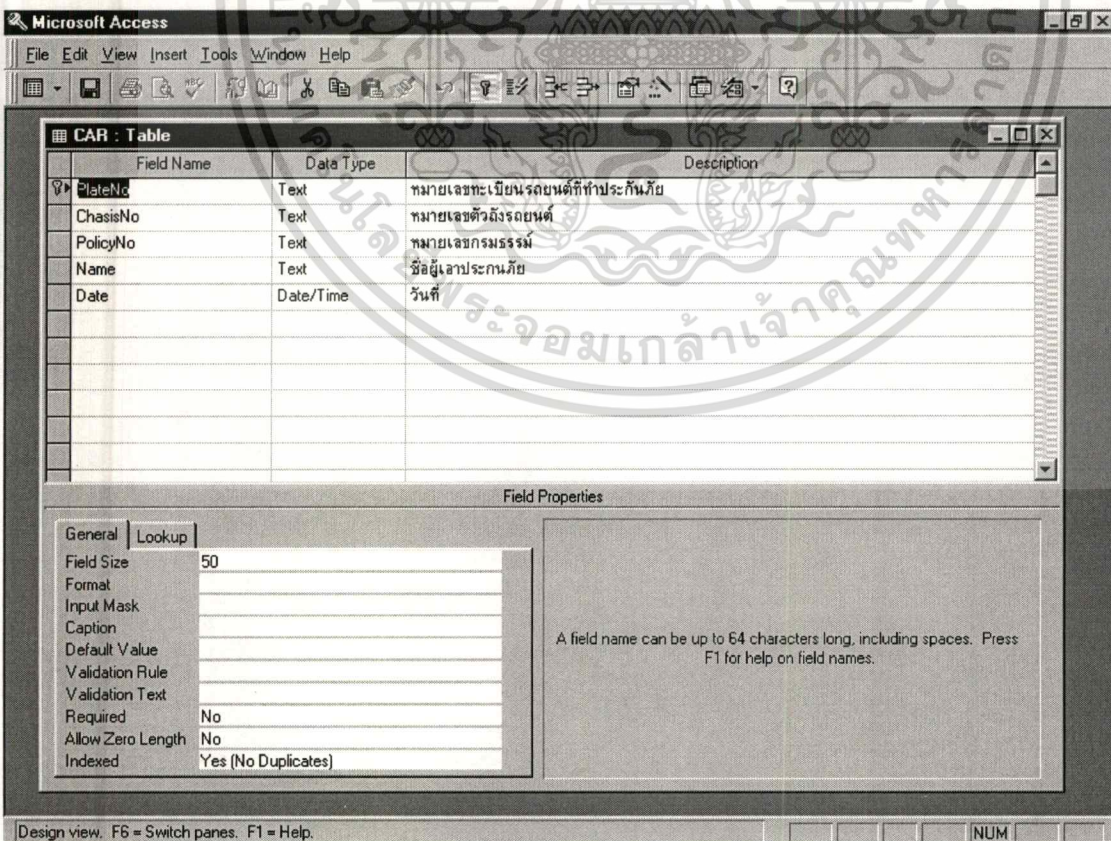 Microsoft Access
File Edit View Insert Tools Window Help
CAR : Table
Field Name Data Type Description
PlateNo Text หมายเลขทะเบียนรถยนต์ที่ทำประกันภัย
ChasisNo Text หมายเลขตัวถังรถยนต์
PolicyNo Text หมายเลขกรมธรรม์
Name Text ชื่อผู้เอาประกันภัย
Date Date/Time วันที่
Field Properties
General Lookup
Field Size 50
Format
Input Mask
Caption
Default Value
Validation Rule
Validation Text
Required No
Allow Zero Length No
Indexed Yes (No Duplicates)
A field name can be up to 64 characters long, including spaces. Press
F1 for help on field names.
Design view. F6 = Switch panes. F1 = Help.
NUM